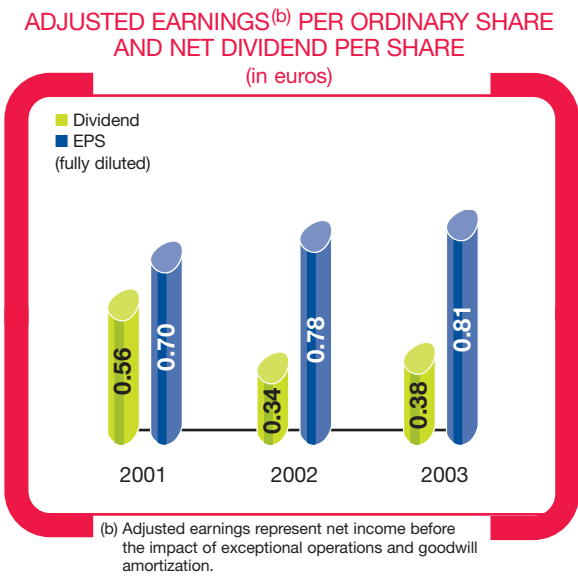 ADJUSTED EARNINGS(b) PER ORDINARY SHARE
AND NET DIVIDEND PER SHARE
(in euros)
Dividend
EPS
(fully diluted)
0.56
0.70
0.34
0.78
0.38
0.81
2001
2002
2003
(b) Adjusted earnings represent net income before
the impact of exceptional operations and goodwill
amortization.